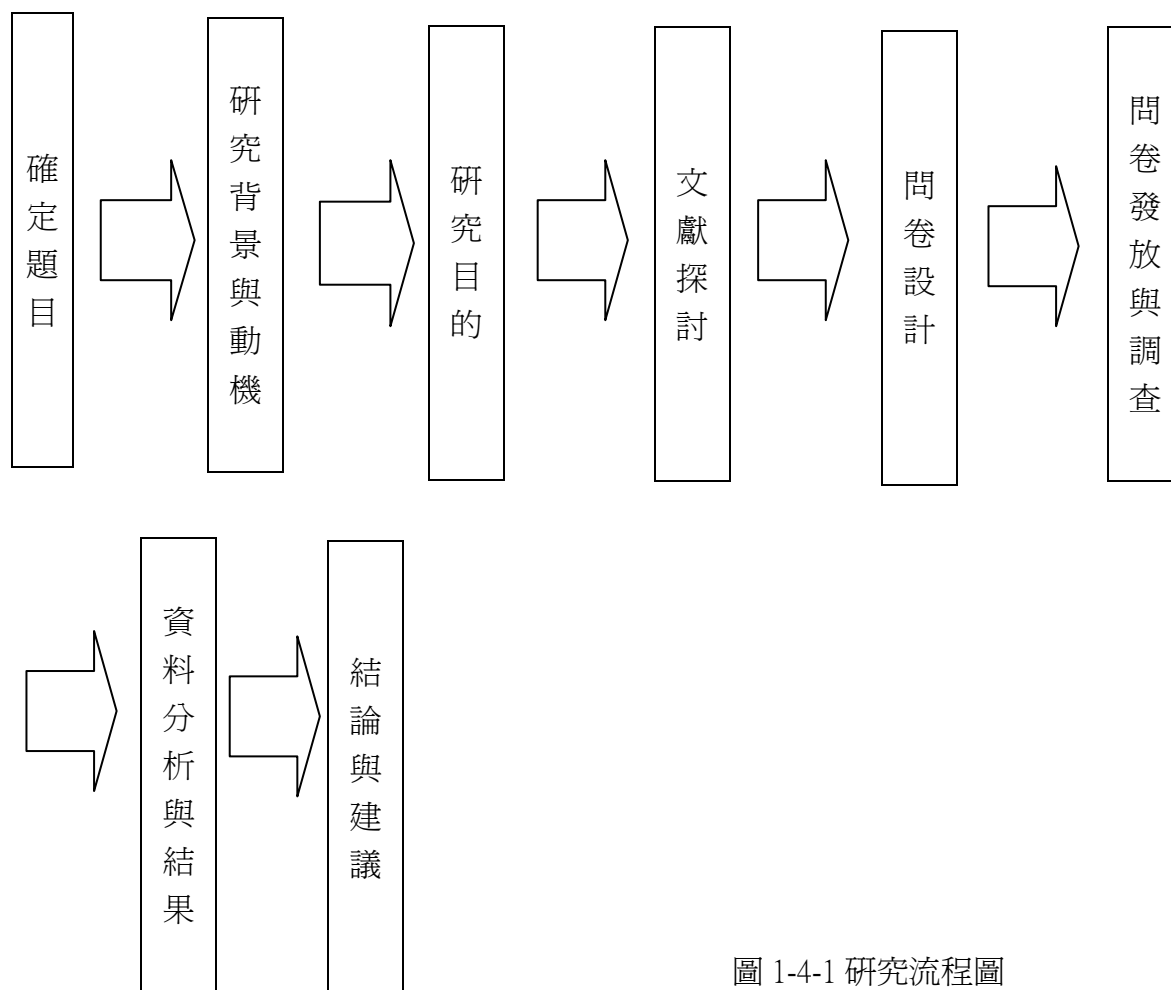 確定題目
研究背景與動機
研究目的
文獻探討
問卷設計
問卷發放與調查
資料分析與結果
結論與建議
圖 1-4-1 研究流程圖